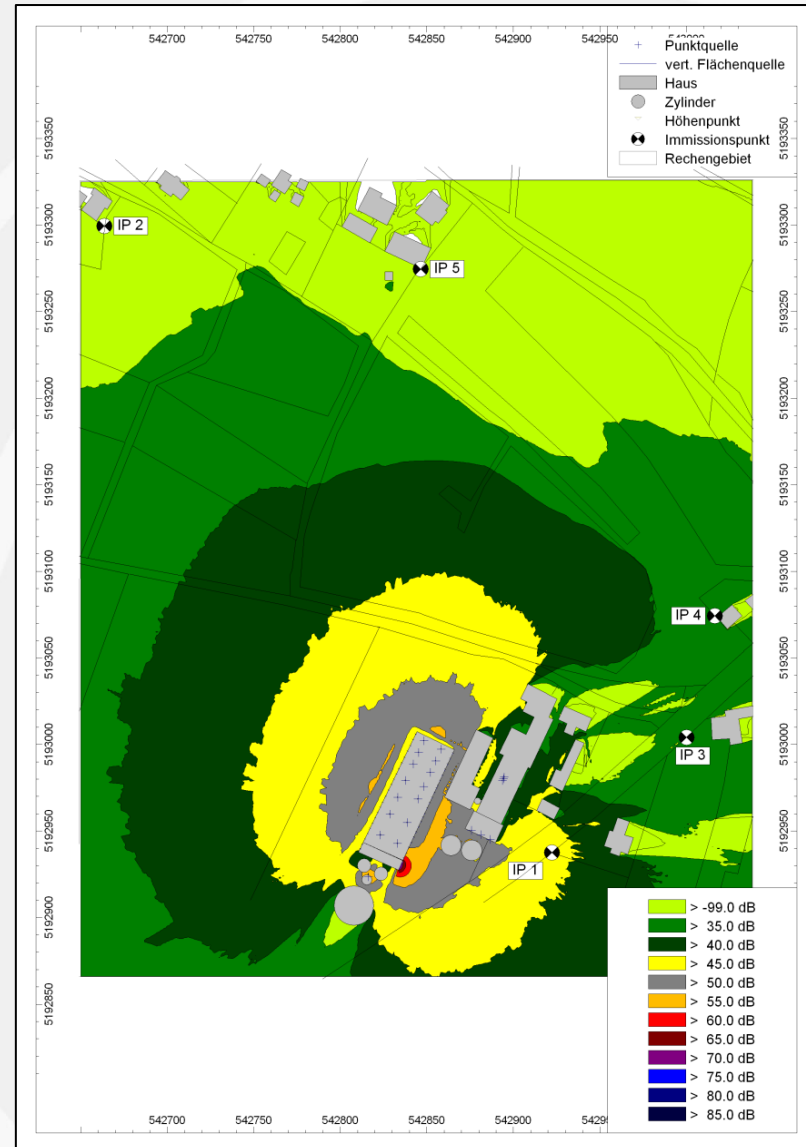 542700 542750 542800 542850 542900 542950 543000
Punktquelle
vert. Flächenquelle
Haus
Zylinder
Höhenpunkt
Immissionspunkt
Rechengebiet
5193350 5193350
5193300 5193300
5193250 5193250
5193200 5193200
5193150 5193150
5193100 5193100
5193050 5193050
5193000 5193000
5192950 5192950
5192900
5192850
IP 2
IP 5
IP 4
IP 3
IP 1
> -99.0 dB
> 35.0 dB
> 40.0 dB
> 45.0 dB
> 50.0 dB
> 55.0 dB
> 60.0 dB
> 65.0 dB
> 70.0 dB
> 75.0 dB
> 80.0 dB
> 85.0 dB
542700 542750 542800 542850 542900